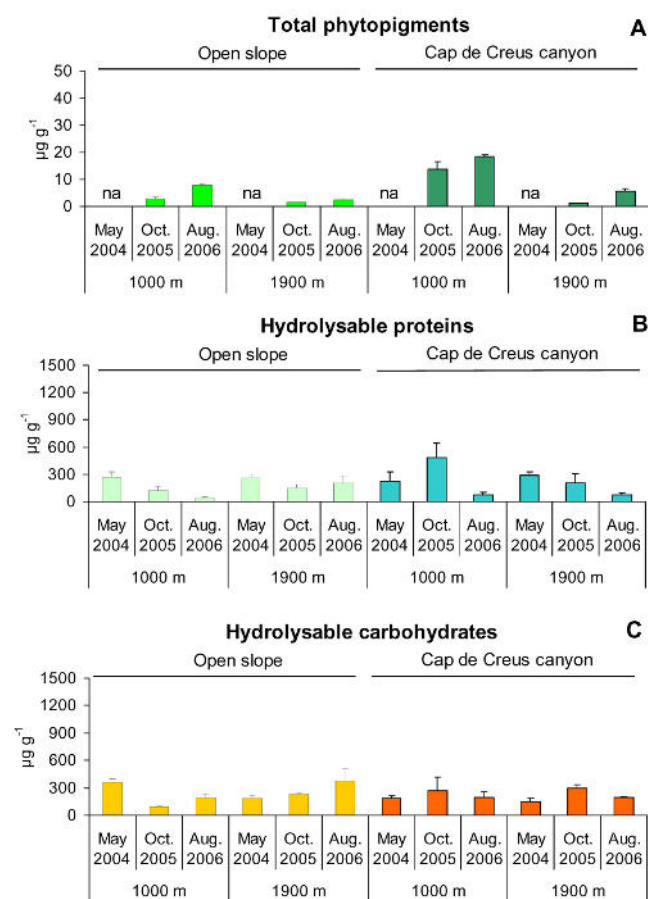 Total phytopigments
A
Open slope Cap de Creus canyon
50
40
30
20
10
0
µg g⁻¹
na na na na
May Oct. Aug. May Oct. Aug. May Oct. Aug. May Oct. Aug.
2004 2005 2006 2004 2005 2006 2004 2005 2006 2004 2005 2006
1000 m 1900 m 1000 m 1900 m
Hydrolysable proteins
B
Open slope Cap de Creus canyon
1500
1200
900
600
300
0
µg g⁻¹
May Oct. Aug. May Oct. Aug. May Oct. Aug. May Oct. Aug.
2004 2005 2006 2004 2005 2006 2004 2005 2006 2004 2005 2006
1000 m 1900 m 1000 m 1900 m
Hydrolysable carbohydrates
C
Open slope Cap de Creus canyon
1500
1200
900
600
300
0
µg g⁻¹
May Oct. Aug. May Oct. Aug. May Oct. Aug. May Oct. Aug.
2004 2005 2006 2004 2005 2006 2004 2005 2006 2004 2005 2006
1000 m 1900 m 1000 m 1900 m